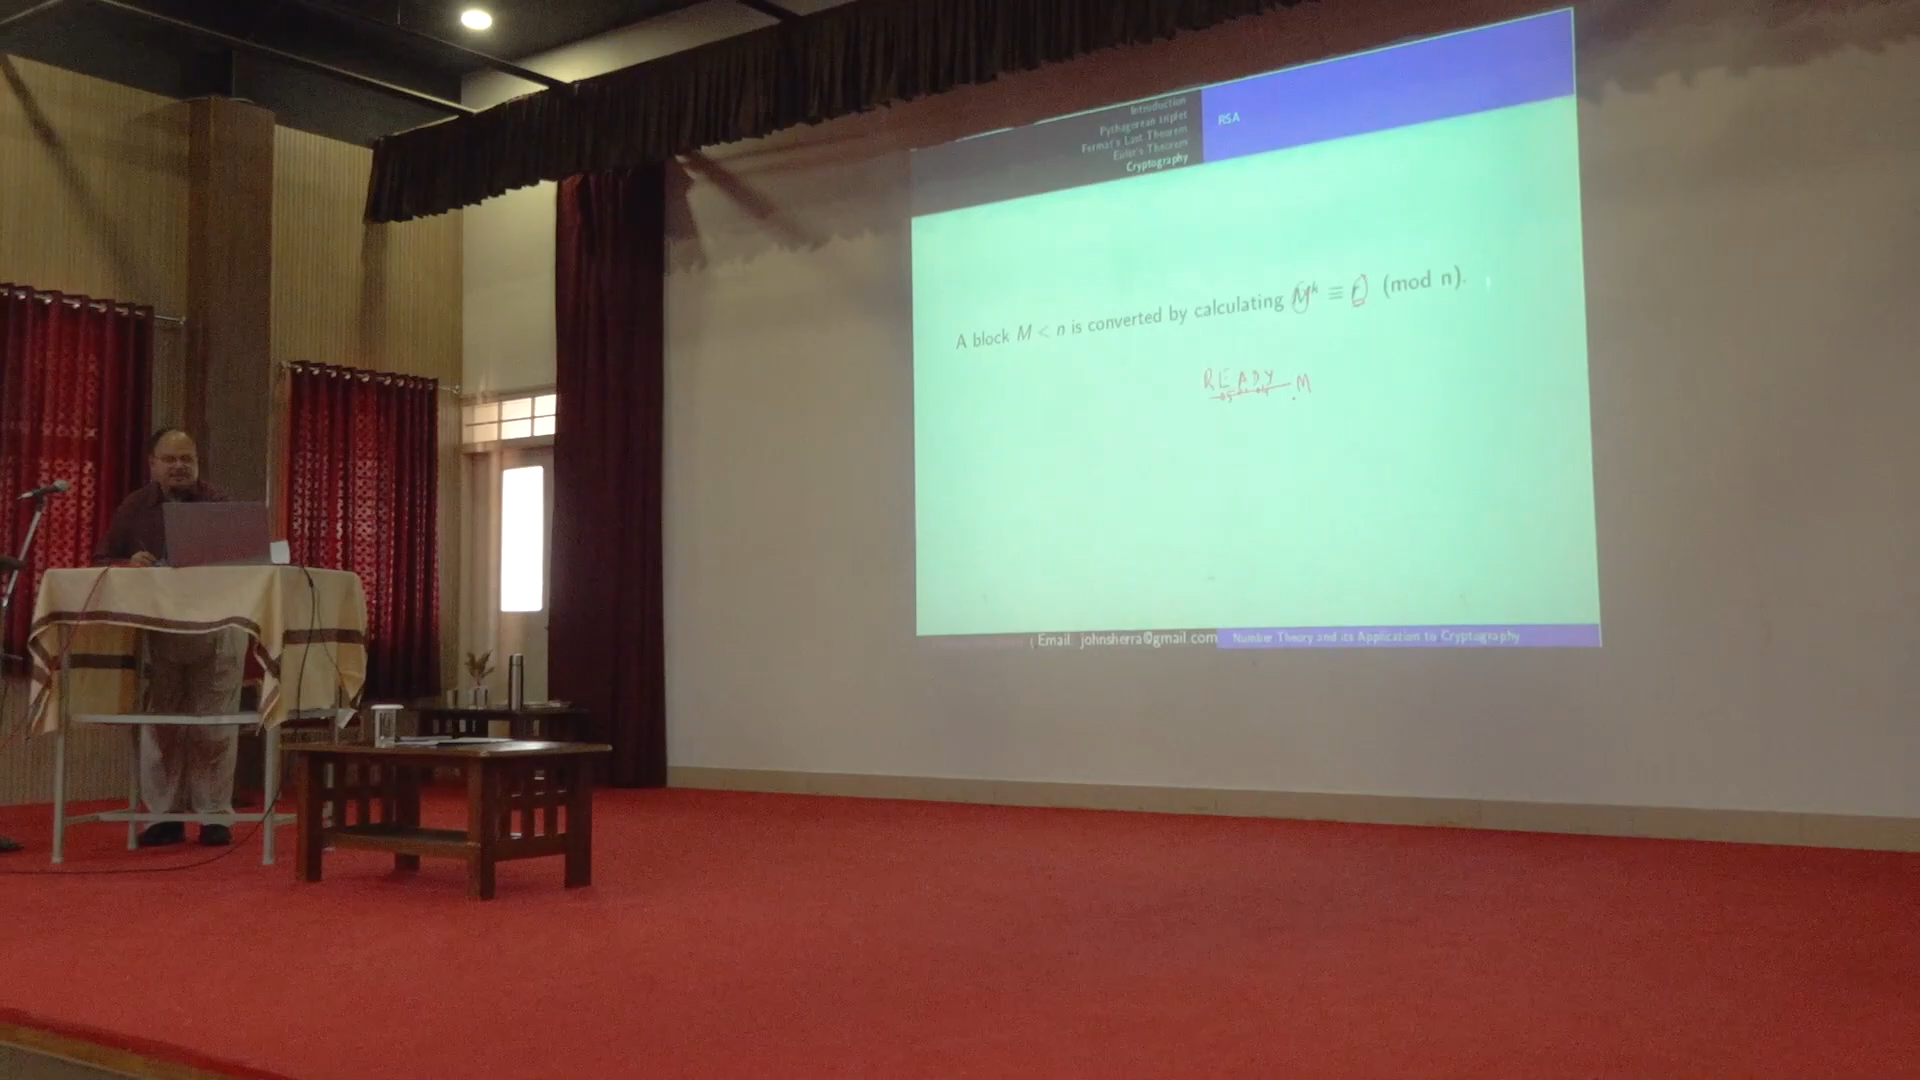 Introduction
Pythagorean triplet
Fermat's Last Theorem
Euler's Theorem
Cryptography
RSA
A block M < n is converted by calculating Mᵏ ≡ r (mod n).
READY M
( Email: johnsherra@gmail.com
Number Theory and its Application to Cryptography